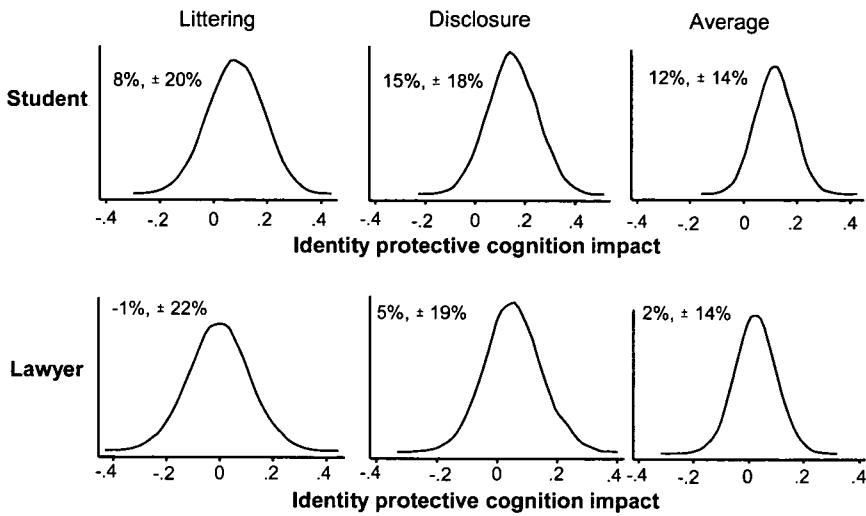 Littering Disclosure Average
Student
8%, ± 20%
15%, ± 18%
12%, ± 14%
-.4 -.2 0 .2 .4
-.4 -.2 0 .2 .4
-.4 -.2 0 .2 .4
Identity protective cognition impact
Lawyer
-1%, ± 22%
5%, ± 19%
2%, ± 14%
-.4 -.2 0 .2 .4
-.4 -.2 0 .2 .4
-.4 -.2 0 .2 .4
Identity protective cognition impact